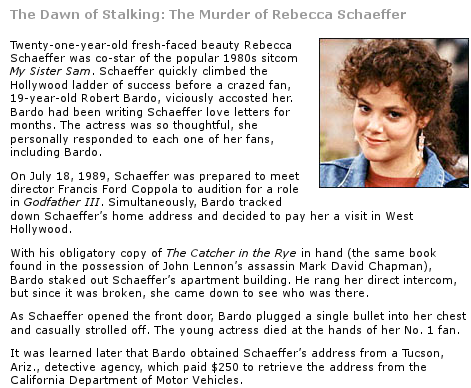 The Dawn of Stalking: The Murder of Rebecca Schaeffer
Twenty-one-year-old fresh-faced beauty Rebecca
Schaeffer was co-star of the popular 1980s sitcom
My Sister Sam. Schaeffer quickly climbed the
Hollywood ladder of success before a crazed fan,
19-year-old Robert Bardo, viciously accosted her.
Bardo had been writing Schaeffer love letters for
months. The actress was so thoughtful, she
personally responded to each one of her fans,
including Bardo.
On July 18, 1989, Schaeffer was prepared to meet
director Francis Ford Coppola to audition for a role
in Godfather III. Simultaneously, Bardo tracked
down Schaeffer's home address and decided to pay her a visit in West
Hollywood.
With his obligatory copy of The Catcher in the Rye in hand (the same book
found in the possession of John Lennon's assassin Mark David Chapman),
Bardo staked out Schaeffer's apartment building. He rang her direct intercom,
but since it was broken, she came down to see who was there.
As Schaeffer opened the front door, Bardo plugged a single bullet into her chest
and casually strolled off. The young actress died at the hands of her No. 1 fan.
It was learned later that Bardo obtained Schaeffer's address from a Tucson,
Ariz., detective agency, which paid $250 to retrieve the address from the
California Department of Motor Vehicles.